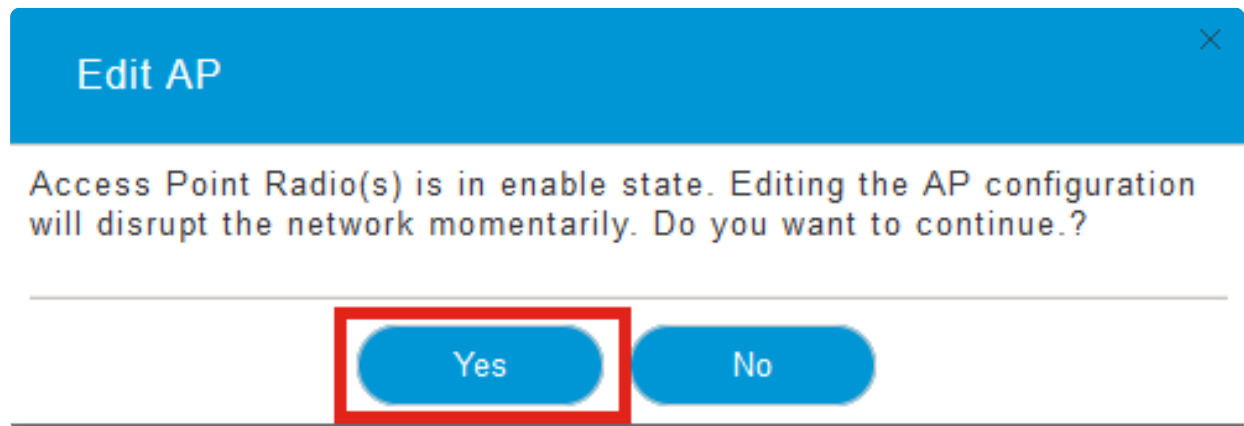 Edit AP
Access Point Radio(s) is in enable state. Editing the AP configuration
will disrupt the network momentarily. Do you want to continue.?
Yes No